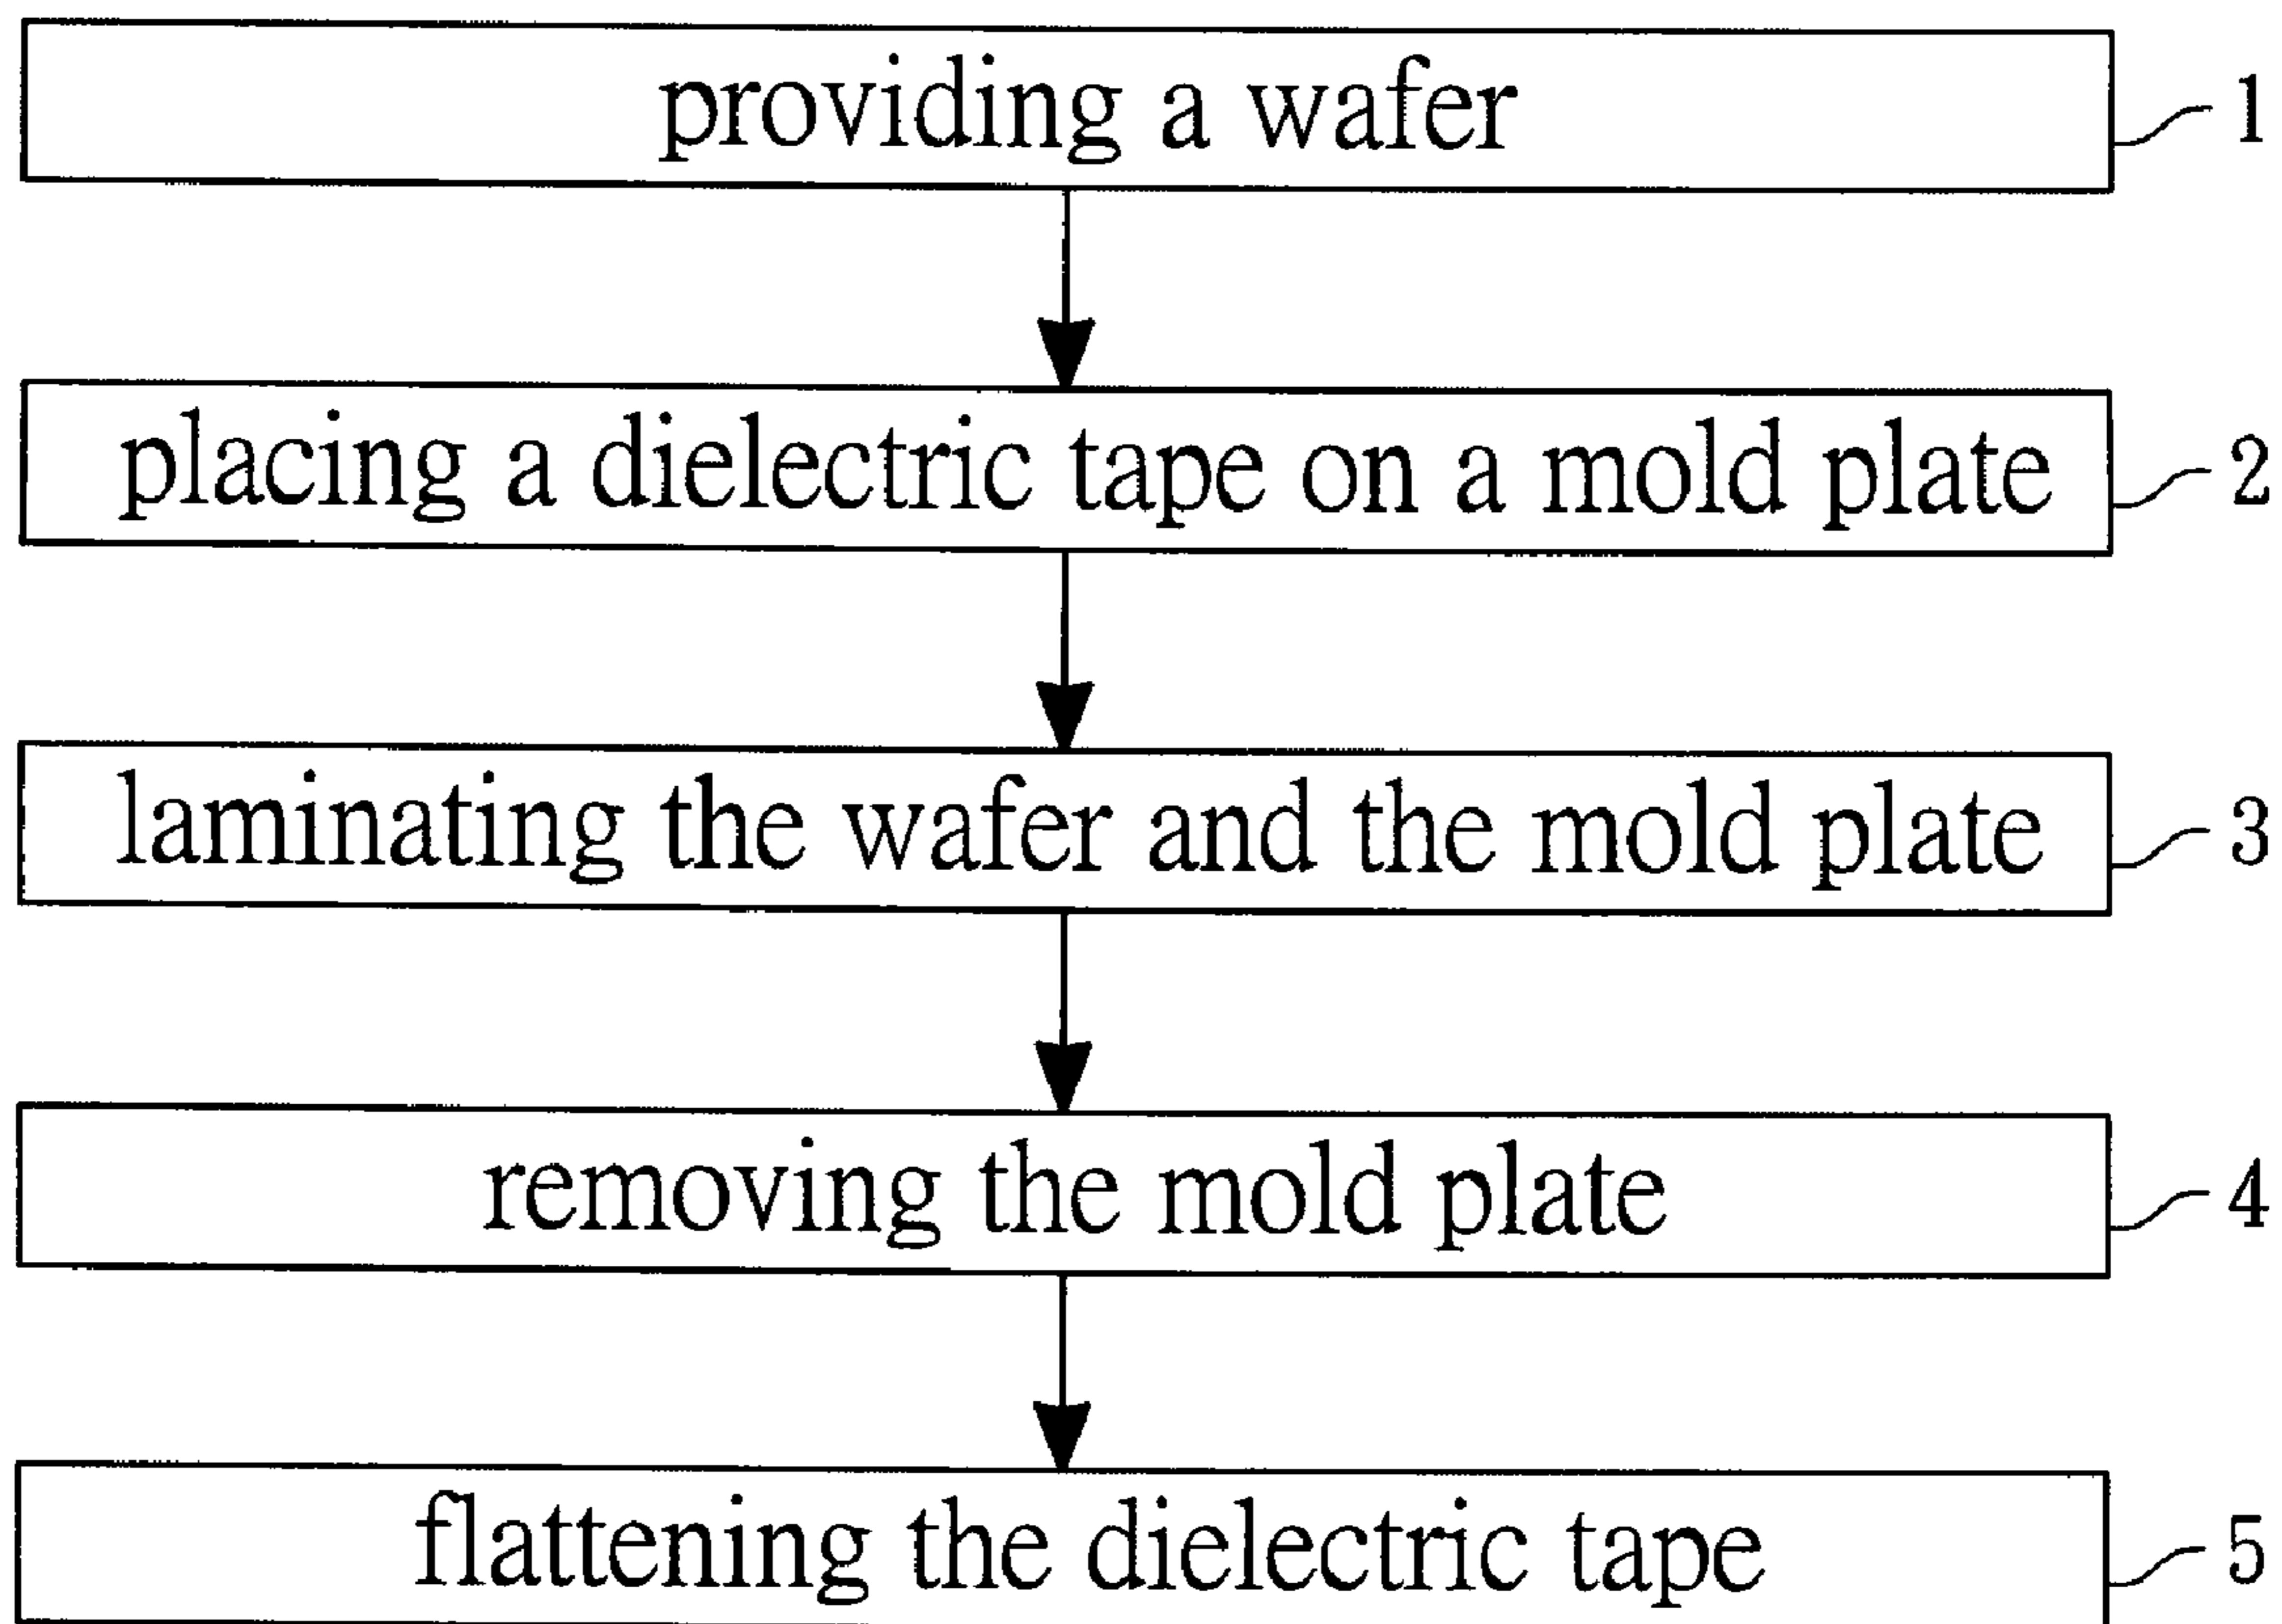 providing a wafer 1
placing a dielectric tape on a mold plate 2
laminating the wafer and the mold plate 3
removing the mold plate 4
flattening the dielectric tape 5